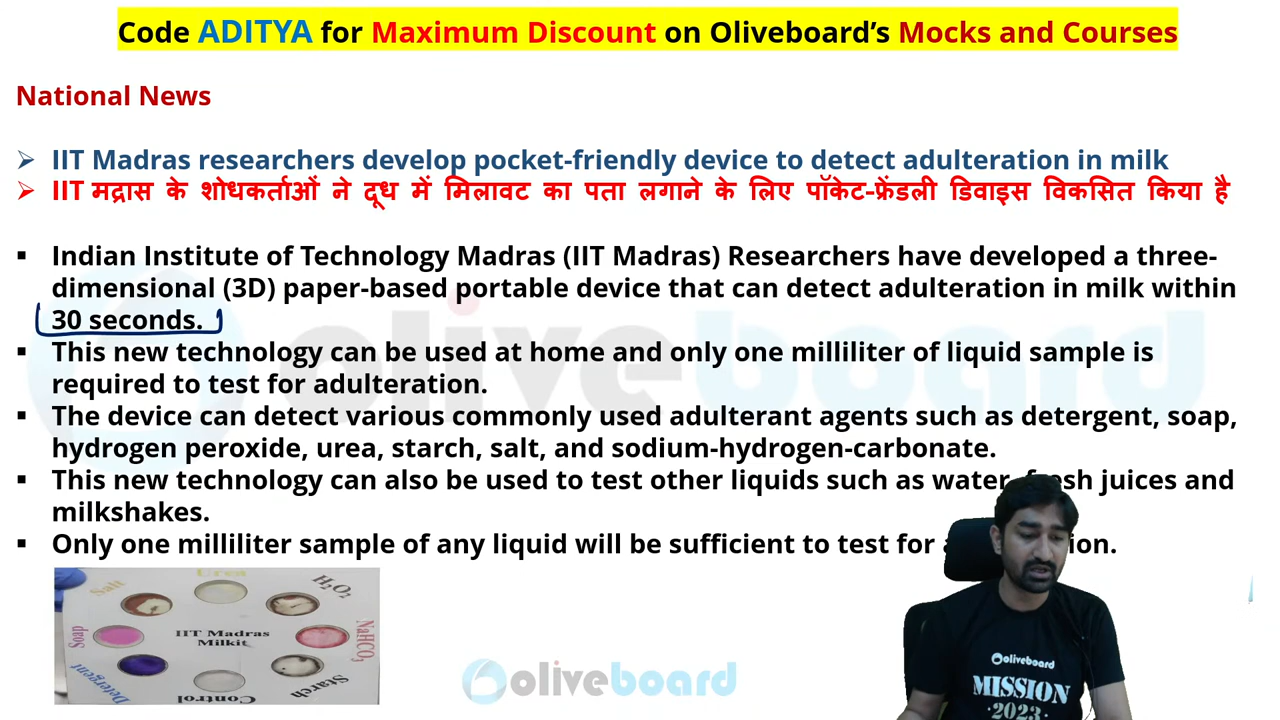 Code ADITYA for Maximum Discount on Oliveboard’s Mocks and Courses
National News
➢ IIT Madras researchers develop pocket-friendly device to detect adulteration in milk
➢ IIT मद्रास के शोधकर्ताओं ने दूध में मिलावट का पता लगाने के लिए पॉकेट-फ्रेंडली डिवाइस विकसित किया है
▪ Indian Institute of Technology Madras (IIT Madras) Researchers have developed a three-
dimensional (3D) paper-based portable device that can detect adulteration in milk within
30 seconds.
▪ This new technology can be used at home and only one milliliter of liquid sample is
required to test for adulteration.
▪ The device can detect various commonly used adulterant agents such as detergent, soap,
hydrogen peroxide, urea, starch, salt, and sodium-hydrogen-carbonate.
▪ This new technology can also be used to test other liquids such as water, fresh juices and
milkshakes.
▪ Only one milliliter sample of any liquid will be sufficient to test for
Urea
Salt
H₂O₂
Soap
IIT Madras
Milkit
NaHCO₃
Detergent
Control
Starch
oliveboard
oliveboard
oliveboard
MISSION
2023